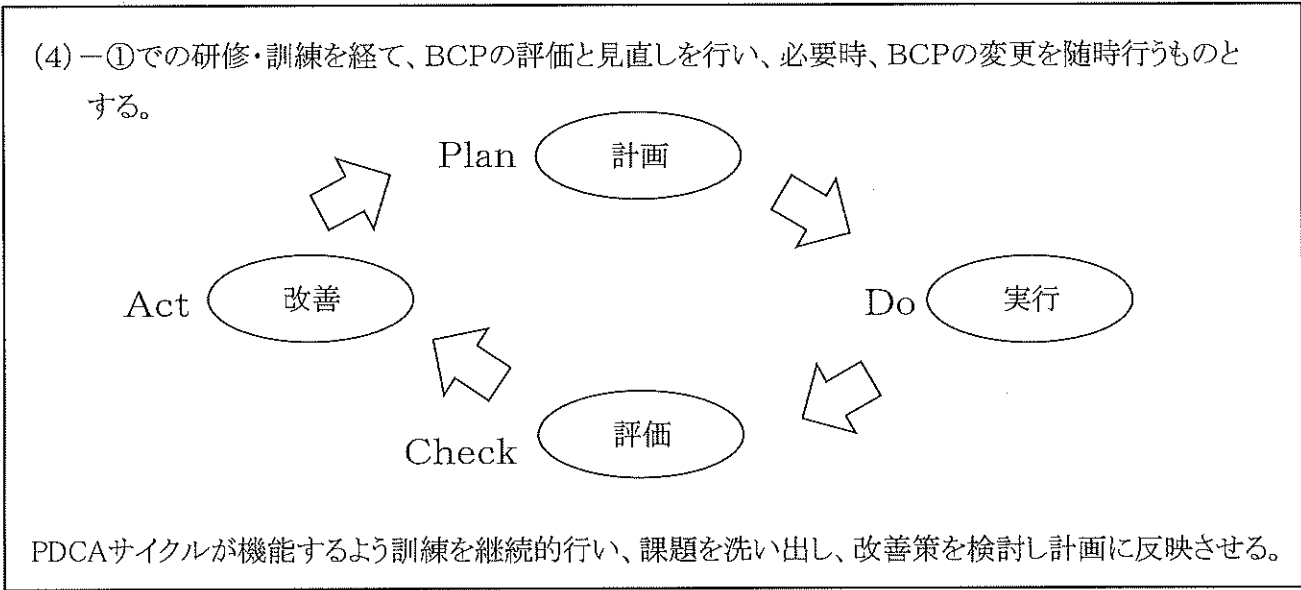 (4)－①での研修・訓練を経て、BCPの評価と見直しを行い、必要時、BCPの変更を随時行うものと
する。
Plan 計画
Act 改善
Do 実行
Check 評価
PDCAサイクルが機能するよう訓練を継続的行い、課題を洗い出し、改善策を検討し計画に反映させる。